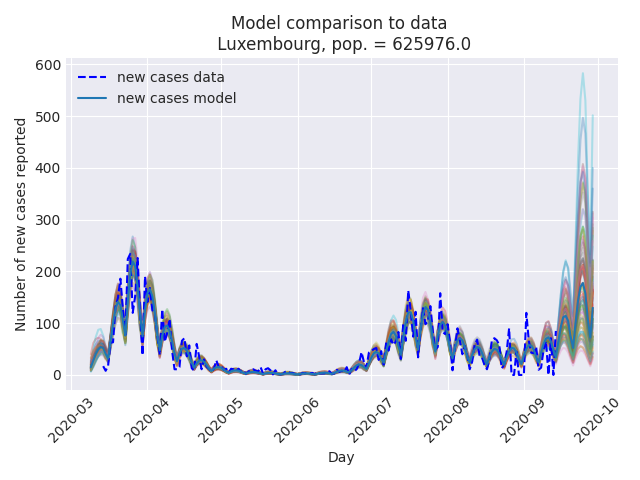 Model comparison to data
Luxembourg, pop. = 625976.0
new cases data
new cases model
Number of new cases reported
600
500
400
300
200
100
0
2020-03
2020-04
2020-05
2020-06
2020-07
2020-08
2020-09
2020-10
Day